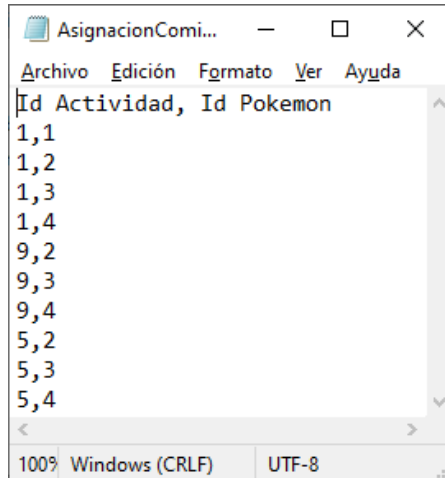 AsignacionComi...
Archivo Edición Formato Ver Ayuda
Id Actividad, Id Pokemon
1,1
1,2
1,3
1,4
9,2
9,3
9,4
5,2
5,3
5,4
100% Windows (CRLF) UTF-8